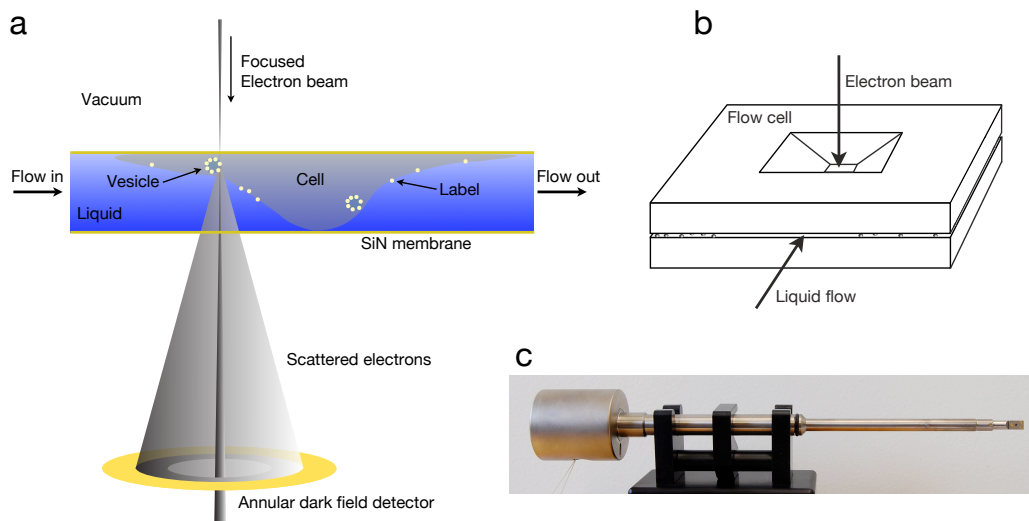 a
Focused
Electron beam
Vacuum
Flow in
Vesicle
Cell
Label
Flow out
Liquid
SiN membrane
Scattered electrons
Annular dark field detector
b
Electron beam
Flow cell
Liquid flow
c